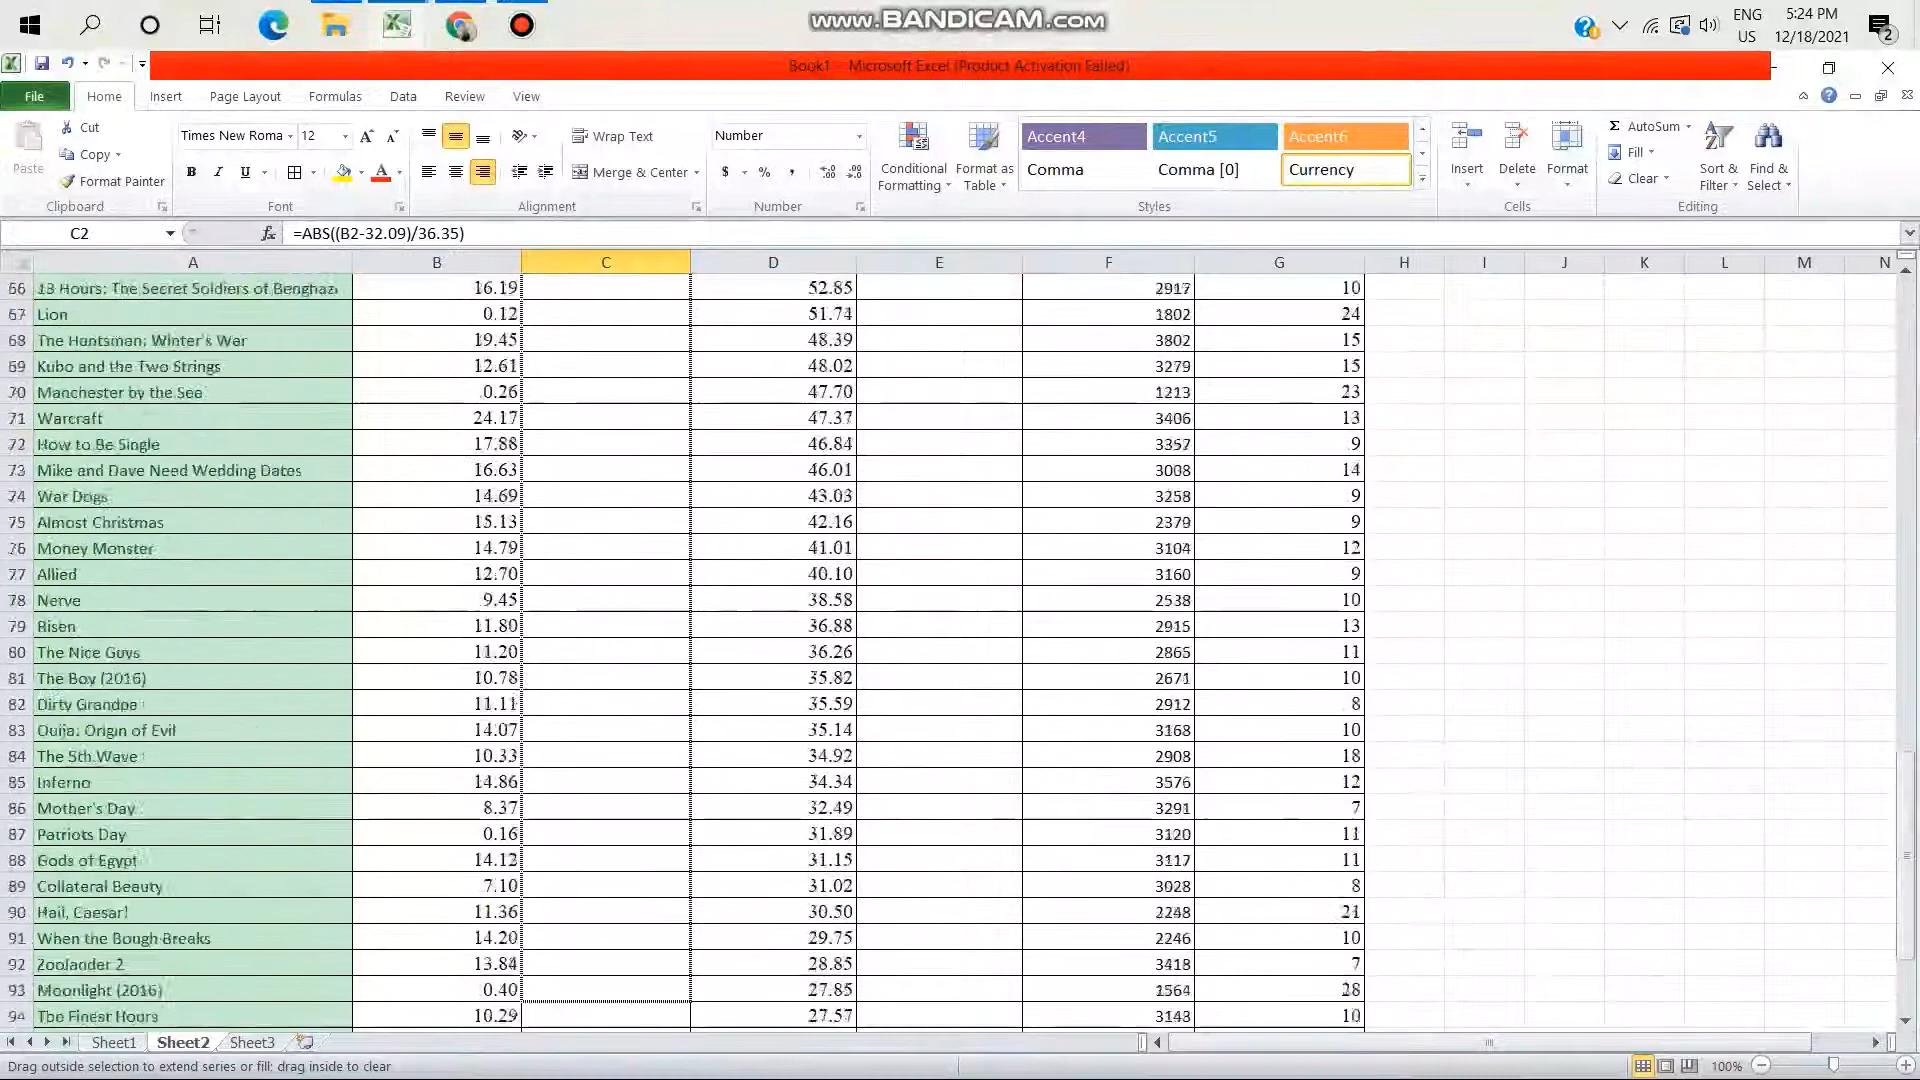 www.BANDICAM.com
ENG
US
5:24 PM
12/18/2021
2
Book1 - Microsoft Excel (Product Activation Failed)
File Home Insert Page Layout Formulas Data Review View
Paste
Cut
Copy
Format Painter
Clipboard
Times New Roma 12
B I U
Font
Wrap Text
Merge & Center
Alignment
Number
$ % ,
Number
Conditional Formatting
Format as Table
Accent4 Accent5 Accent6
Comma Comma [0] Currency
Styles
Insert Delete Format
Cells
AutoSum
Fill
Clear
Sort & Filter
Find & Select
Editing
C2 fx =ABS((B2-32.09)/36.35)
A B C D E F G H I J K L M N
66 13 Hours: The Secret Soldiers of Benghazi 16.19 52.85 2917 10
67 Lion 0.12 51.74 1802 24
68 The Huntsman: Winter's War 19.45 48.39 3802 15
69 Kubo and the Two Strings 12.61 48.02 3279 15
70 Manchester by the Sea 0.26 47.70 1213 23
71 Warcraft 24.17 47.37 3406 13
72 How to Be Single 17.88 46.84 3357 9
73 Mike and Dave Need Wedding Dates 16.63 46.01 3008 14
74 War Dogs 14.69 43.03 3258 9
75 Almost Christmas 15.13 42.16 2379 9
76 Money Monster 14.79 41.01 3104 12
77 Allied 12.70 40.10 3160 9
78 Nerve 9.45 38.58 2538 10
79 Risen 11.80 36.88 2915 13
80 The Nice Guys 11.20 36.26 2865 11
81 The Boy (2016) 10.78 35.82 2671 10
82 Dirty Grandpa 11.11 35.59 2912 8
83 Ouija: Origin of Evil 14.07 35.14 3168 10
84 The 5th Wave 10.33 34.92 2908 18
85 Inferno 14.86 34.34 3576 12
86 Mother's Day 8.37 32.49 3291 7
87 Patriots Day 0.16 31.89 3120 11
88 Gods of Egypt 14.12 31.15 3117 11
89 Collateral Beauty 7.10 31.02 3028 8
90 Hail, Caesar! 11.36 30.50 2248 21
91 When the Bough Breaks 14.20 29.75 2246 10
92 Zoolander 2 13.84 28.85 3418 7
93 Moonlight (2016) 0.40 27.85 1564 28
94 The Finest Hours 10.29 27.57 3143 10
Sheet1 Sheet2 Sheet3
Drag outside selection to extend series or fill; drag inside to clear
100%